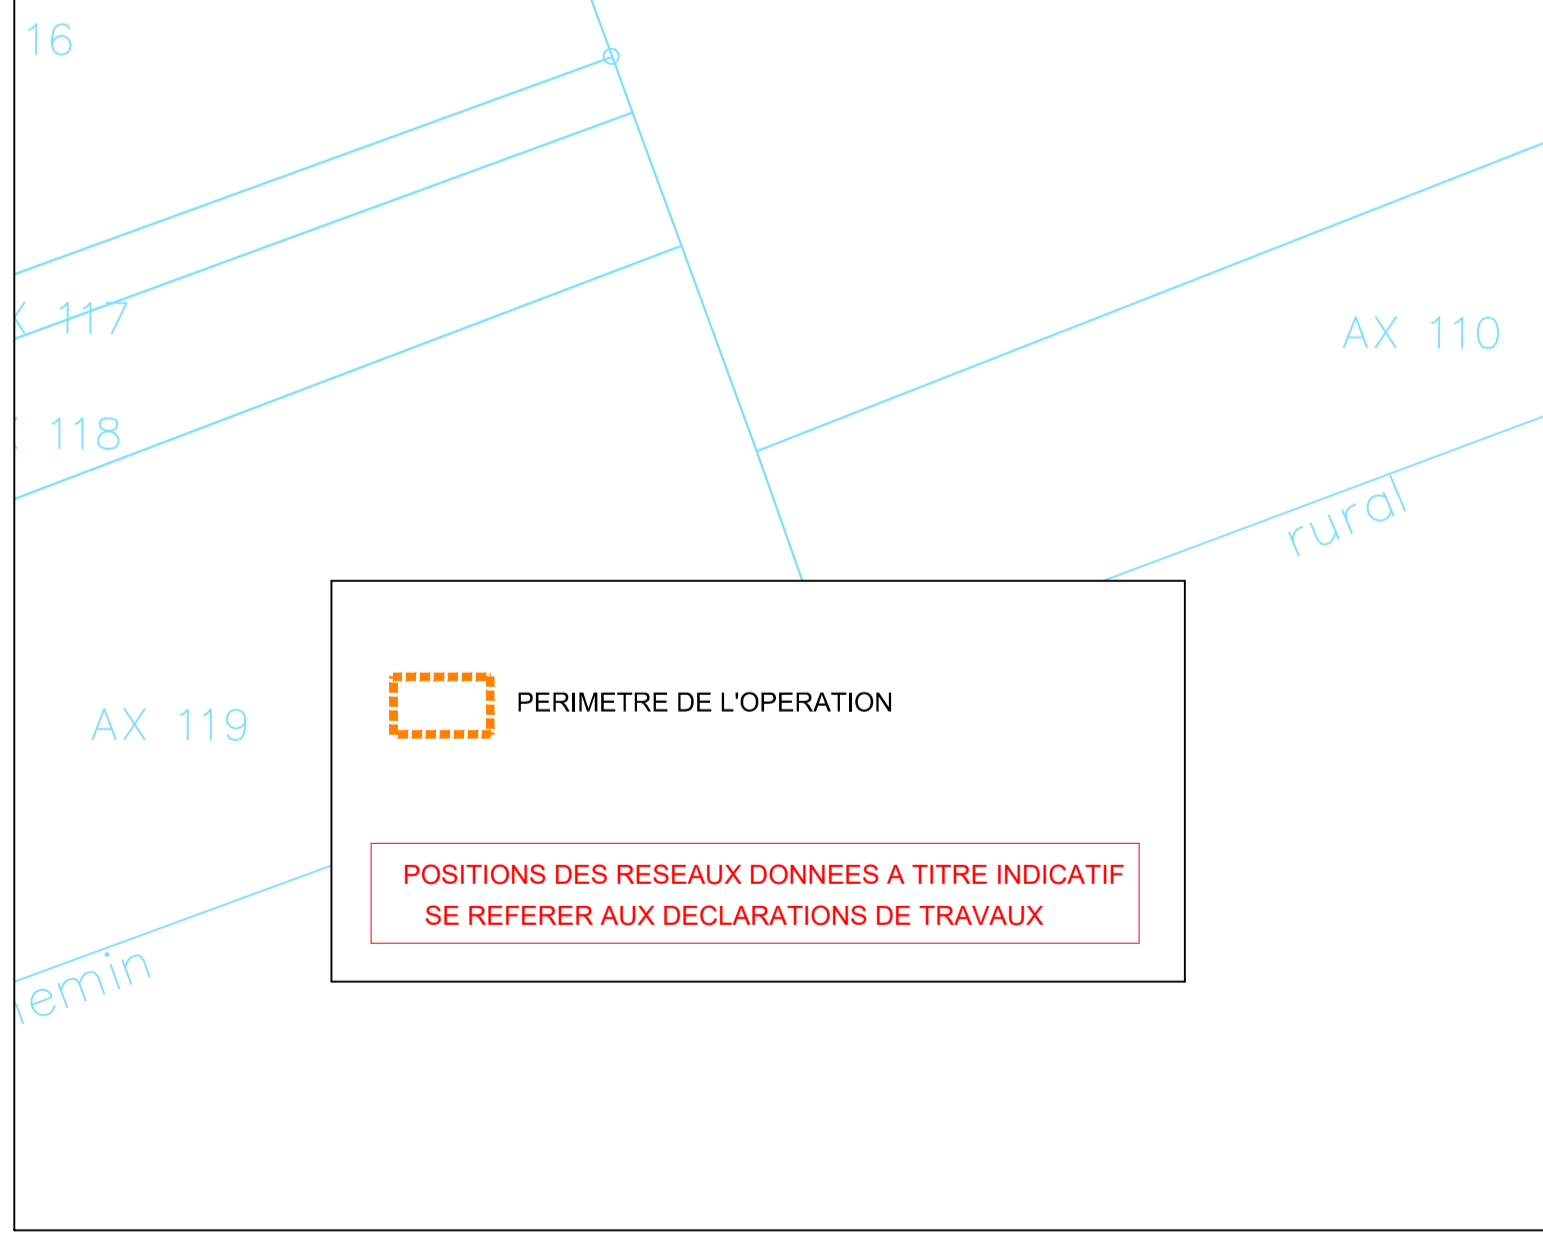 16
117
118
AX 110
rural
AX 119
PERIMETRE DE L'OPERATION
POSITIONS DES RESEAUX DONNEES A TITRE INDICATIF
SE REFERER AUX DECLARATIONS DE TRAVAUX
emin